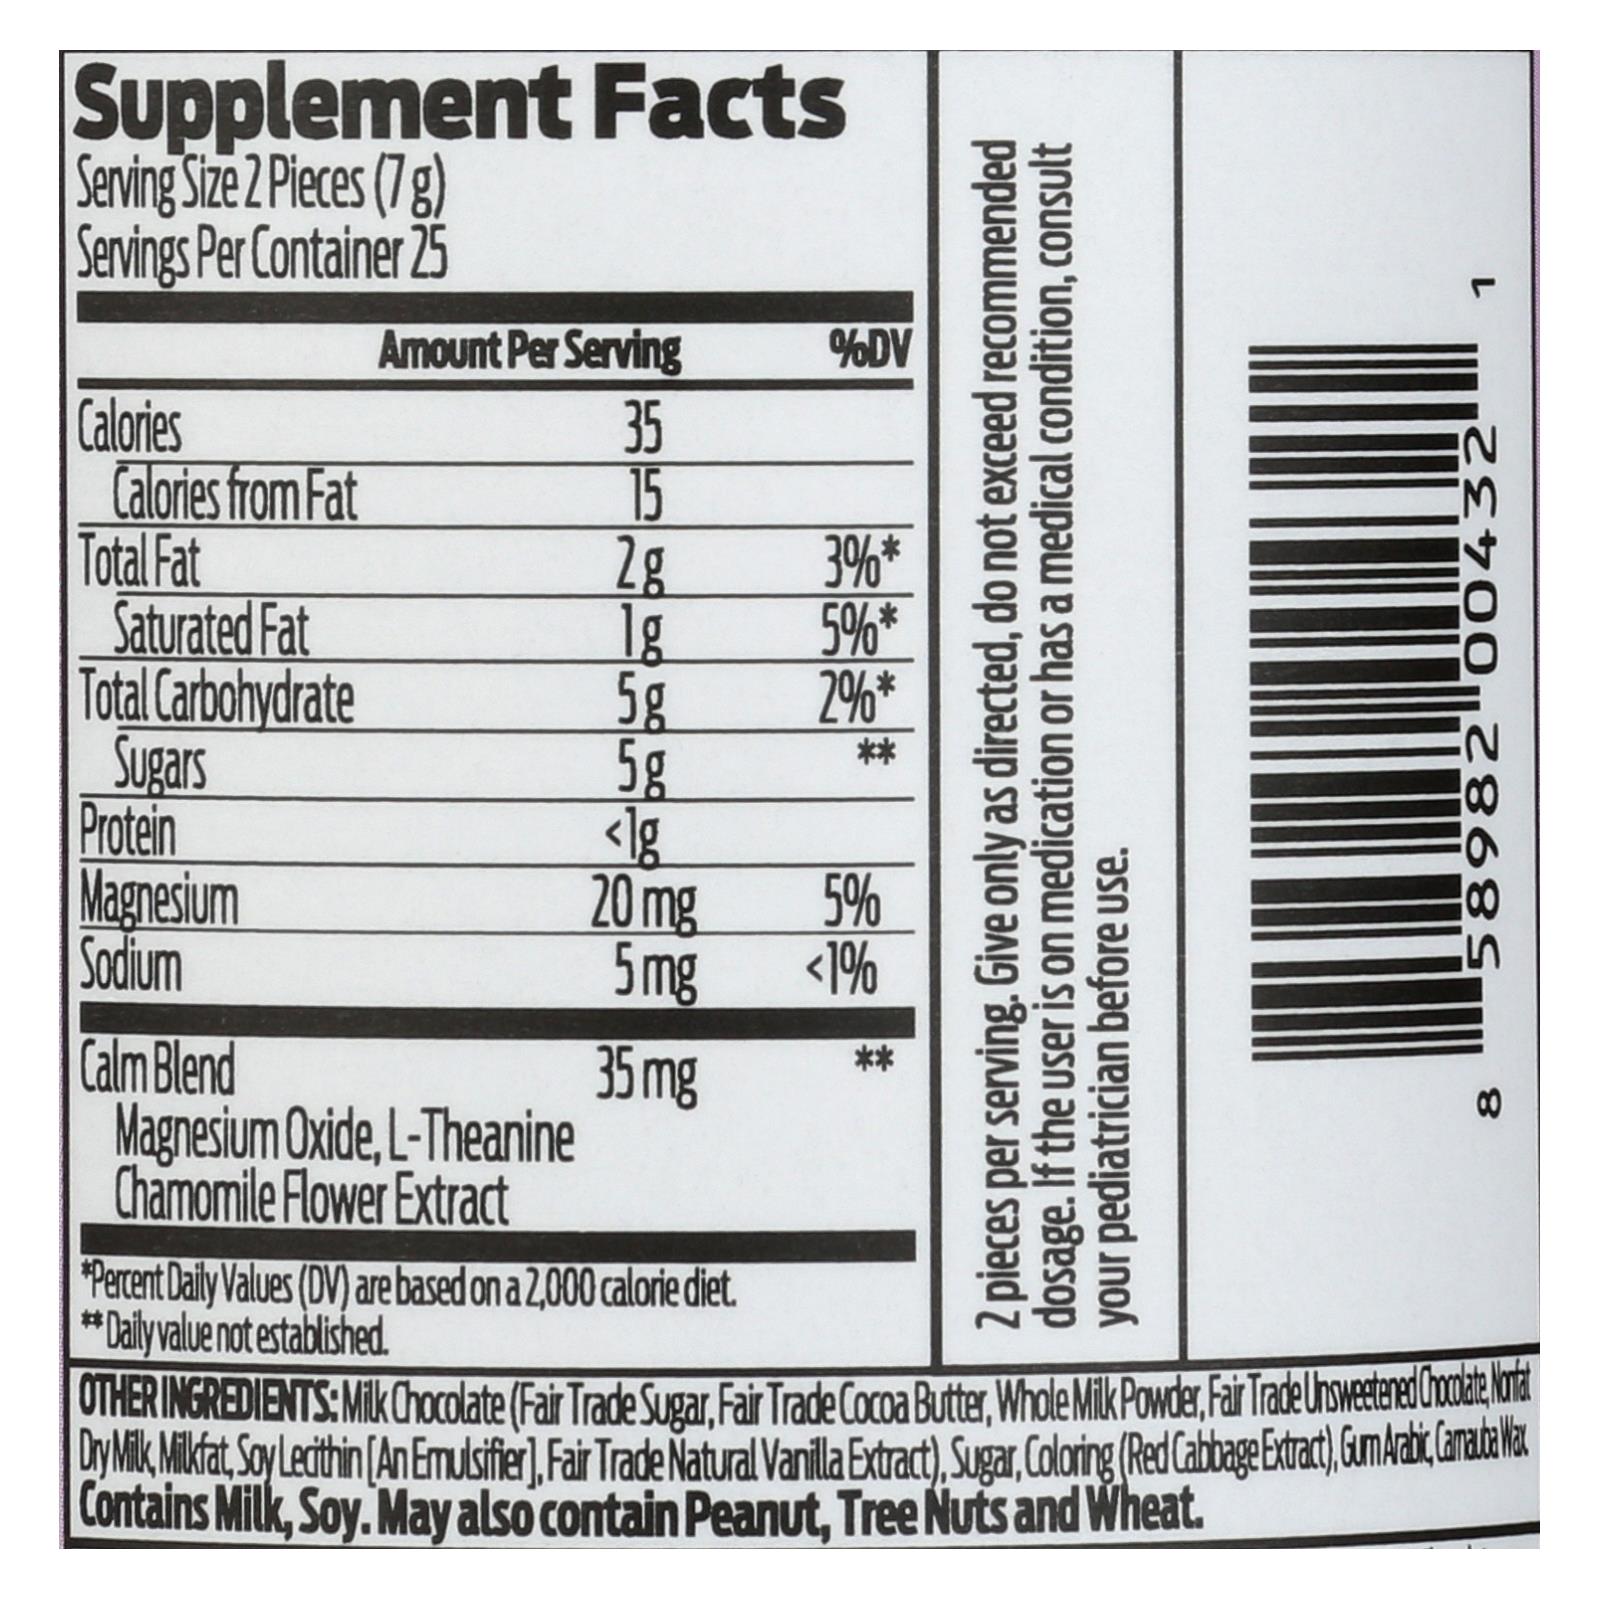 Supplement Facts
Serving Size 2 Pieces (7 g)
Servings Per Container 25
Amount Per Serving %DV
Calories 35
Calories from Fat 15
Total Fat 2 g 3%*
Saturated Fat 1 g 5%*
Total Carbohydrate 5 g 2%*
Sugars 5 g **
Protein <1g
Magnesium 20 mg 5%
Sodium 5 mg <1%
Calm Blend 35 mg **
Magnesium Oxide, L-Theanine
Chamomile Flower Extract
*Percent Daily Values (DV) are based on a 2,000 calorie diet.
** Daily value not established.
2 pieces per serving. Give only as directed, do not exceed recommended
dosage. If the user is on medication or has a medical condition, consult
your pediatrician before use.
8 58982 00432 1
OTHER INGREDIENTS: Milk Chocolate (Fair Trade Sugar, Fair Trade Cocoa Butter, Whole Milk Powder, Fair Trade Unsweetened Chocolate, Nonfat
Dry Milk, Milkfat, Soy Lecithin [An Emulsifier], Fair Trade Natural Vanilla Extract), Sugar, Coloring (Red Cabbage Extract), Gum Arabic, Carnauba Wax
Contains Milk, Soy. May also contain Peanut, Tree Nuts and Wheat.